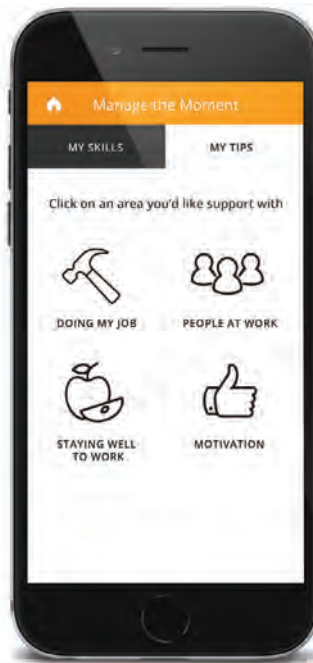 Manage the Moment
MY SKILLS
MY TIPS
Click on an area you'd like support with
DOING MY JOB
PEOPLE AT WORK
STAYING WELL
TO WORK
MOTIVATION